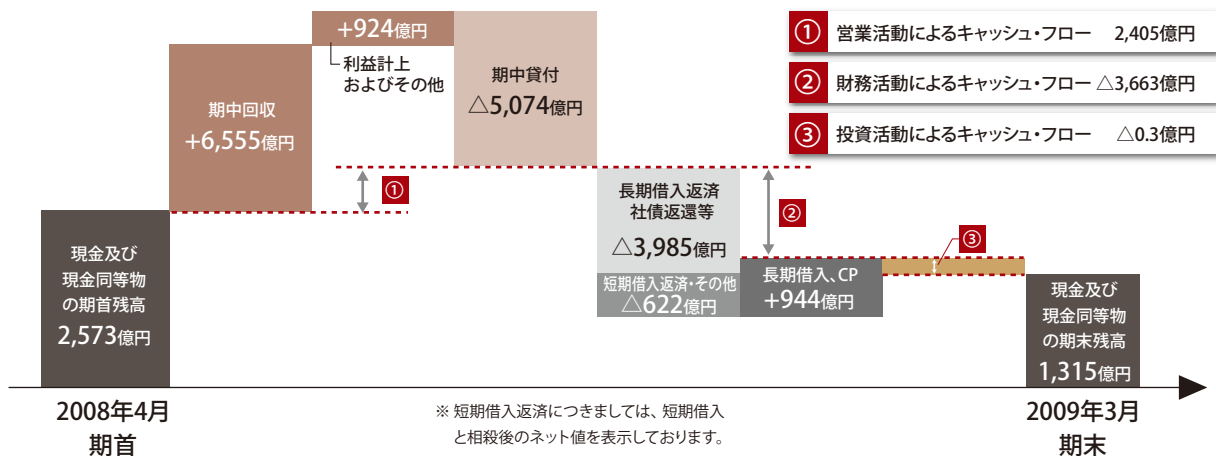 +924億円
利益計上
およびその他
期中回収
+6,555億円
期中貸付
△5,074億円
① 営業活動によるキャッシュ・フロー 2,405億円
② 財務活動によるキャッシュ・フロー △3,663億円
③ 投資活動によるキャッシュ・フロー △0.3億円
①
長期借入返済
社債返還等
△3,985億円
②
③
現金及び
現金同等物
の期首残高
2,573億円
短期借入返済・その他
△622億円
長期借入、CP
+944億円
現金及び
現金同等物
の期末残高
1,315億円
2008年4月
期首
※ 短期借入返済につきましては、短期借入
と相殺後のネット値を表示しております。
2009年3月
期末